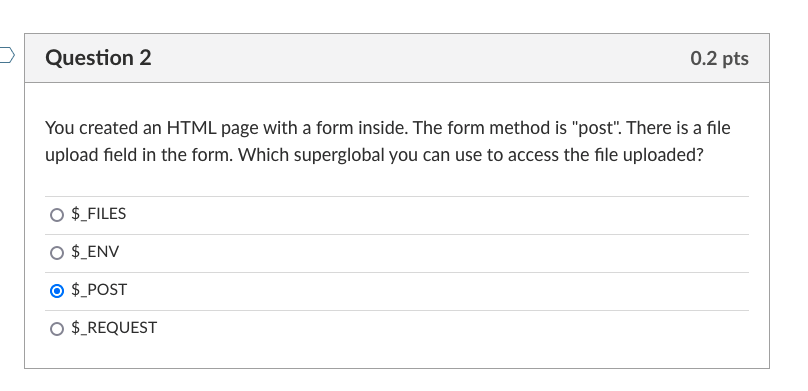 Question 2
0.2 pts
You created an HTML page with a form inside. The form method is "post". There is a file
upload field in the form. Which superglobal you can use to access the file uploaded?
$_FILES
$_ENV
$_POST
$_REQUEST